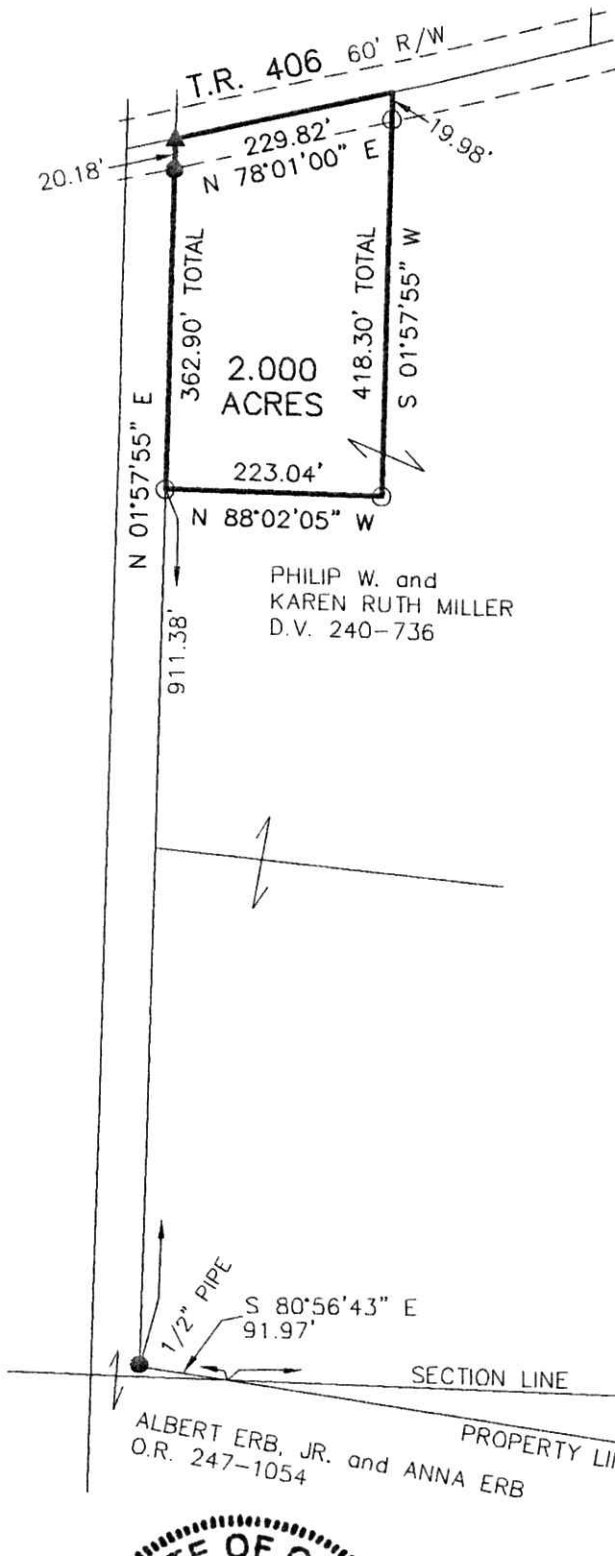 T.R. 406 60' R/W
20.18'
229.82'
N 78°01'00" E
19.98'
362.90' TOTAL
418.30' TOTAL
S 01°57'55" W
2.000
ACRES
N 01°57'55" E
223.04'
N 88°02'05" W
PHILIP W. and
KAREN RUTH MILLER
D.V. 240-736
911.38'
1/2" PIPE
S 80°56'43" E
91.97'
SECTION LINE
PROPERTY
ALBERT ERB, JR. and ANNA ERB
O.R. 247-1054
OF